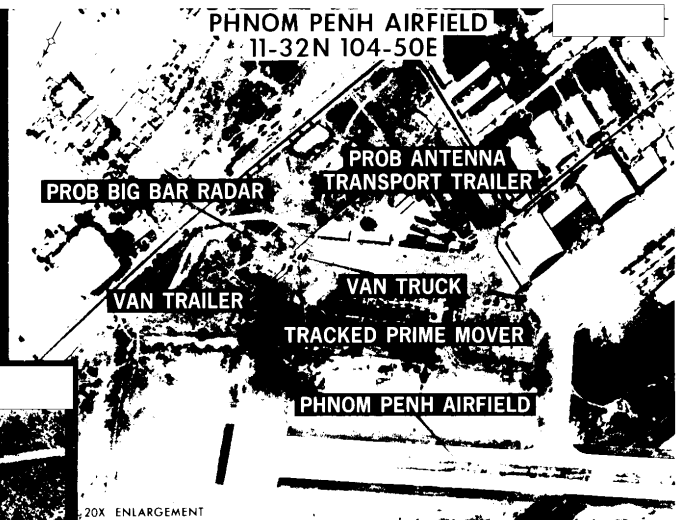 PHNOM PENH AIRFIELD
11-32N 104-50E
PROB ANTENNA
TRANSPORT TRAILER
PROB BIG BAR RADAR
VAN TRUCK
VAN TRAILER
TRACKED PRIME MOVER
PHNOM PENH AIRFIELD
20X ENLARGEMENT